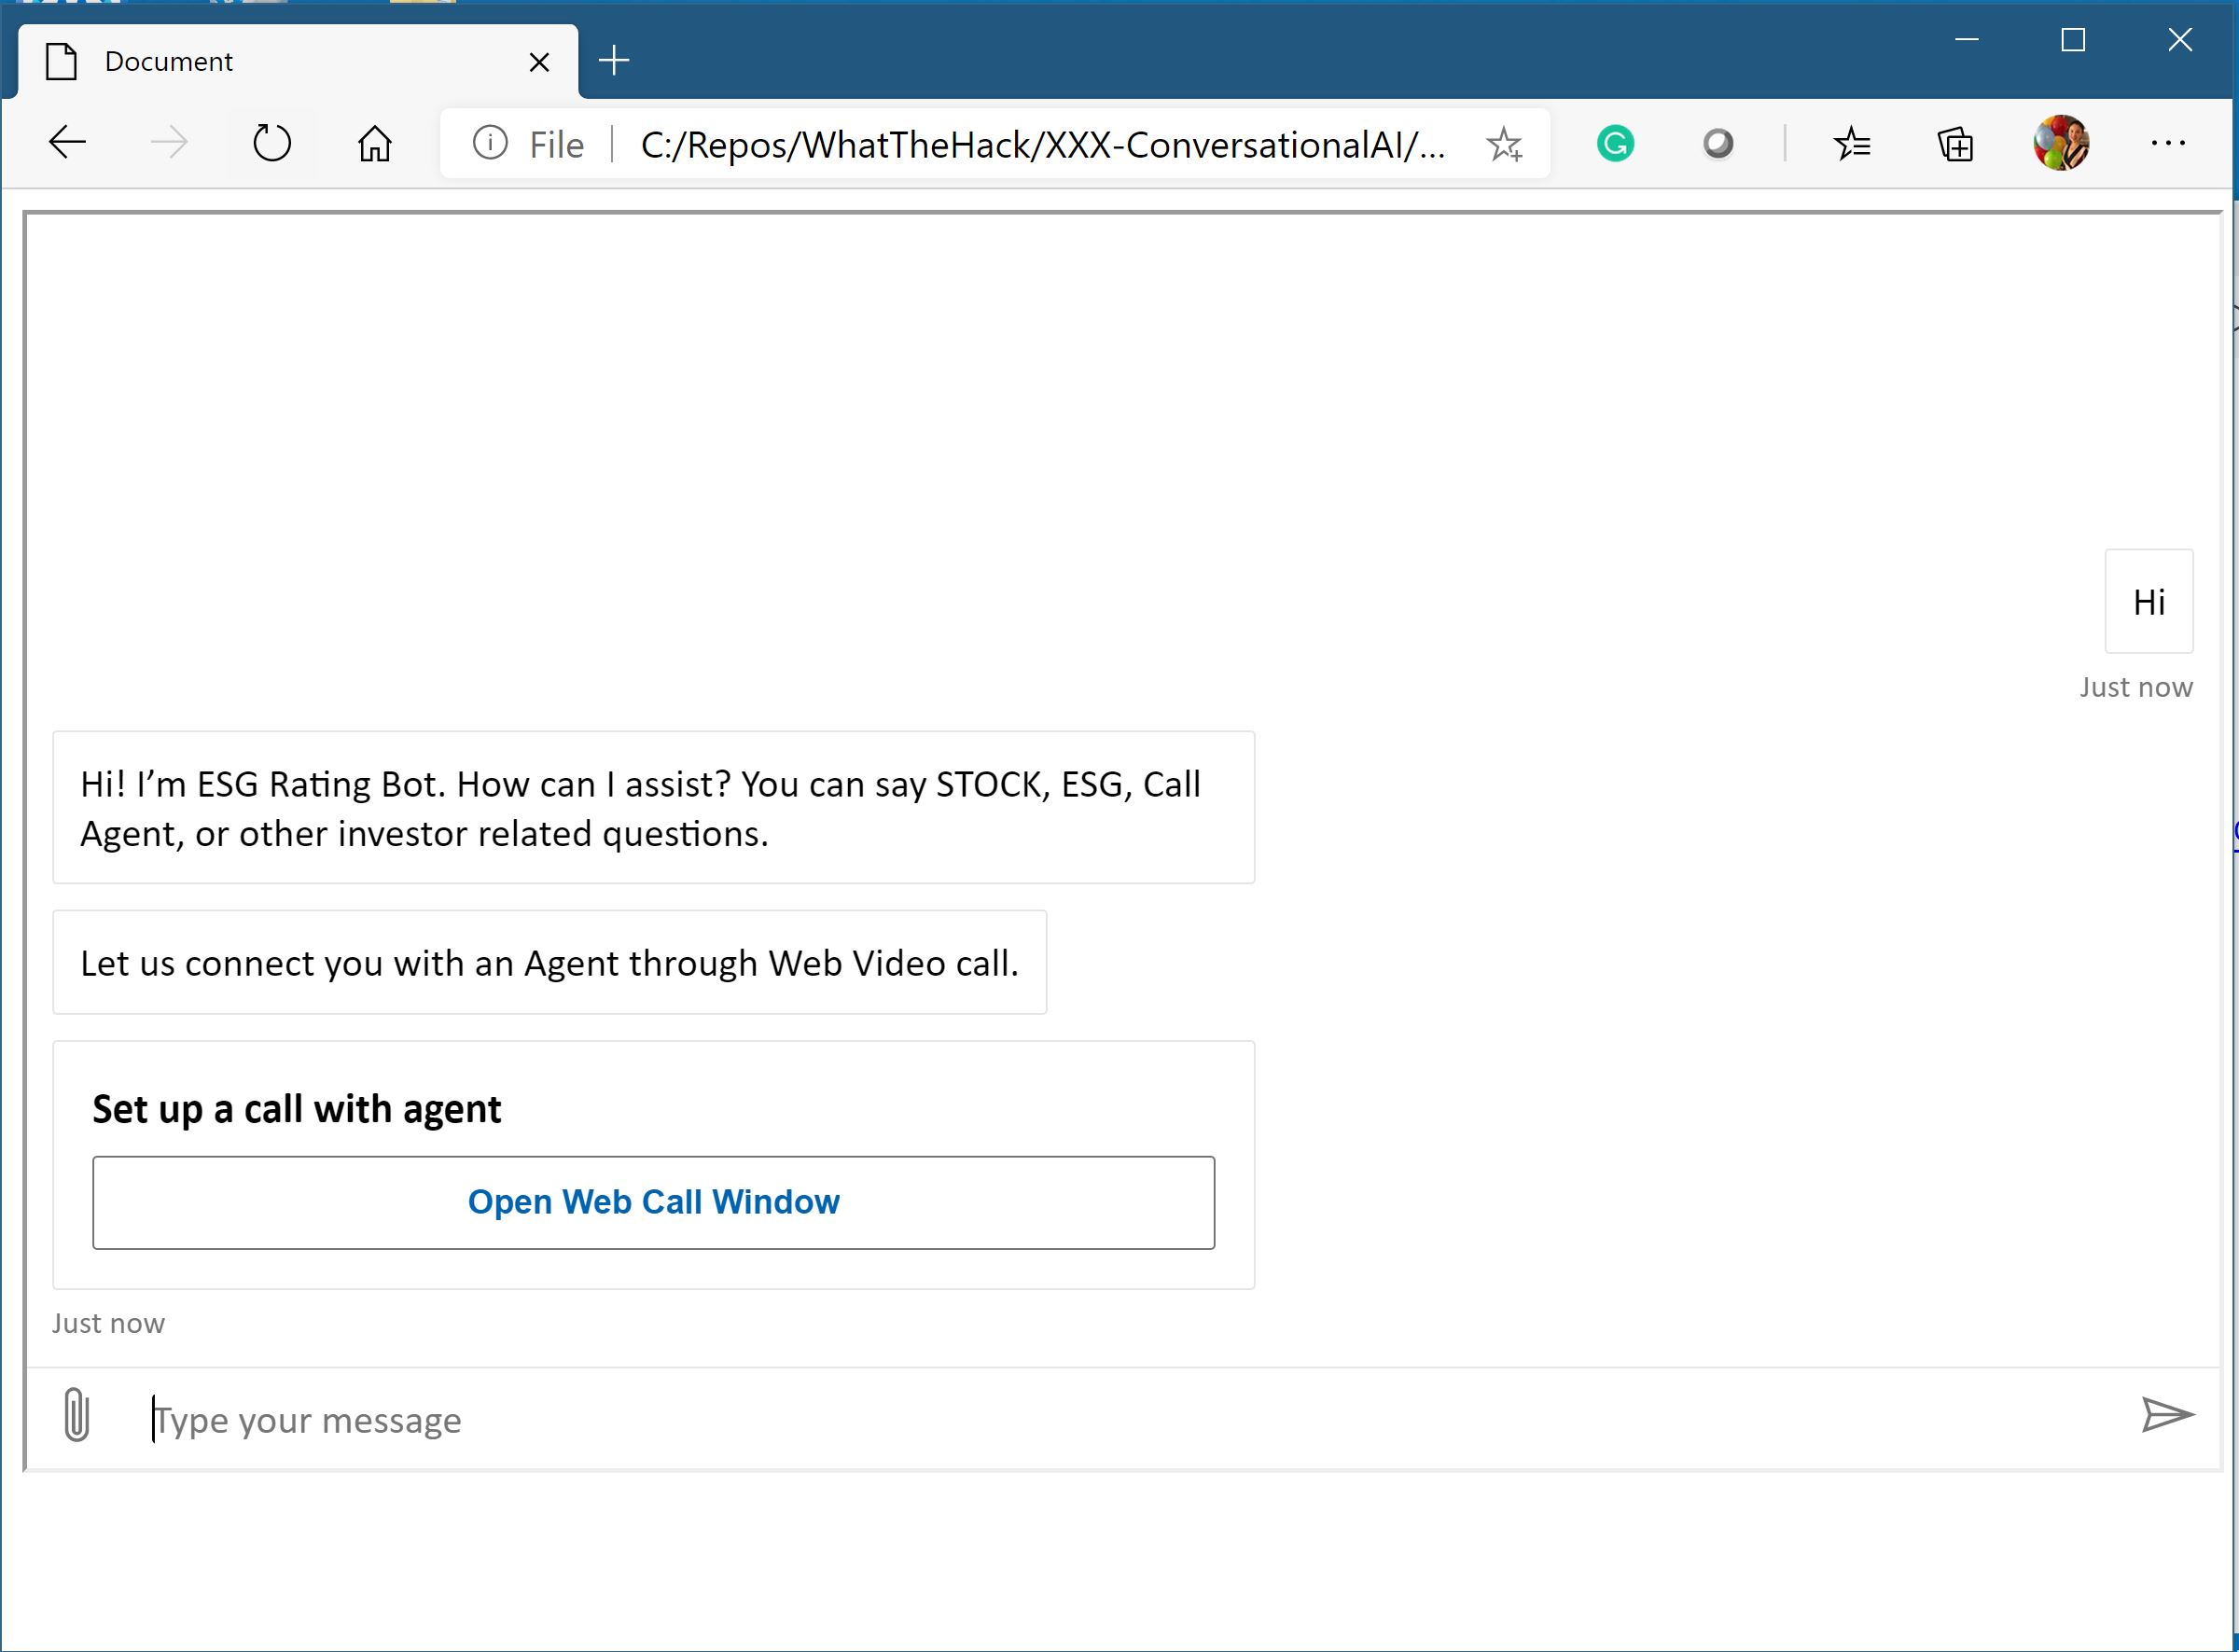 Document
File
C:/Repos/WhatTheHack/XXX-ConversationalAI/...
Hi
Just now
Hi! I’m ESG Rating Bot. How can I assist? You can say STOCK, ESG, Call
Agent, or other investor related questions.
Let us connect you with an Agent through Web Video call.
Set up a call with agent
Open Web Call Window
Just now
Type your message